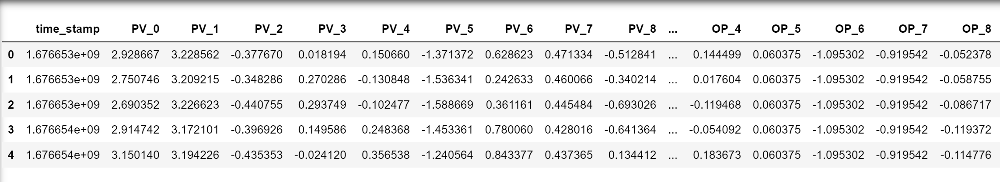 time_stamp PV_0 PV_1 PV_2 PV_3 PV_4 PV_5 PV_6 PV_7 PV_8 ... OP_4 OP_5 OP_6 OP_7 OP_8
0 1.676653e+09 2.928667 3.228562 -0.377670 0.018194 0.150660 -1.371372 0.628623 0.471334 -0.512841 ... 0.144499 0.060375 -1.095302 -0.919542 -0.052378
1 1.676653e+09 2.750746 3.209215 -0.348286 0.270286 -0.130848 -1.536341 0.242633 0.460066 -0.340214 ... 0.017604 0.060375 -1.095302 -0.919542 -0.058755
2 1.676653e+09 2.690352 3.226623 -0.440755 0.293749 -0.102477 -1.588669 0.361161 0.445484 -0.693026 ... -0.119468 0.060375 -1.095302 -0.919542 -0.086717
3 1.676654e+09 2.914742 3.172101 -0.396926 0.149586 0.248368 -1.453361 0.780060 0.428016 -0.641364 ... -0.054092 0.060375 -1.095302 -0.919542 -0.119372
4 1.676654e+09 3.150140 3.194226 -0.435353 -0.024120 0.356538 -1.240564 0.843377 0.437365 0.134412 ... 0.183673 0.060375 -1.095302 -0.919542 -0.114776